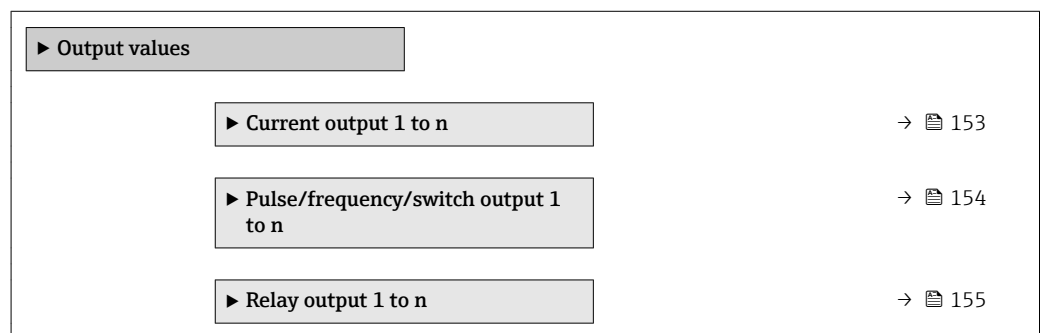 ► Output values
► Current output 1 to n → 153
► Pulse/frequency/switch output 1
to n → 154
► Relay output 1 to n → 155